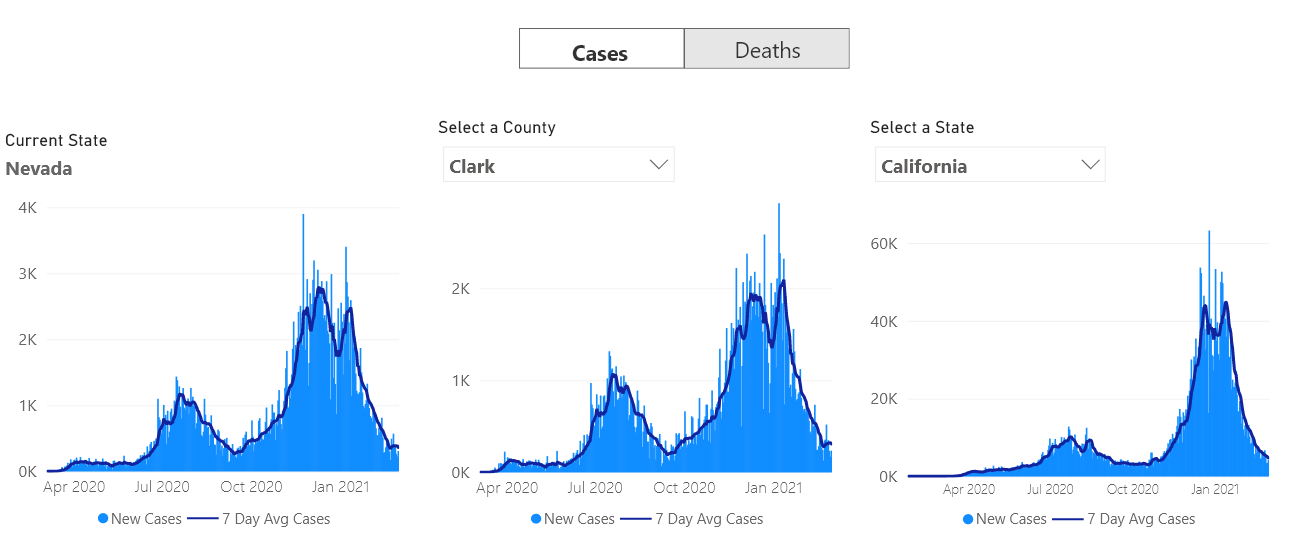 Cases
Deaths
Current State
Nevada
4K
3K
2K
1K
0K
Apr 2020 Jul 2020 Oct 2020 Jan 2021
New Cases 7 Day Avg Cases
Select a County
Clark
2K
1K
0K
Apr 2020 Jul 2020 Oct 2020 Jan 2021
New Cases 7 Day Avg Cases
Select a State
California
60K
40K
20K
0K
Apr 2020 Jul 2020 Oct 2020 Jan 2021
New Cases 7 Day Avg Cases